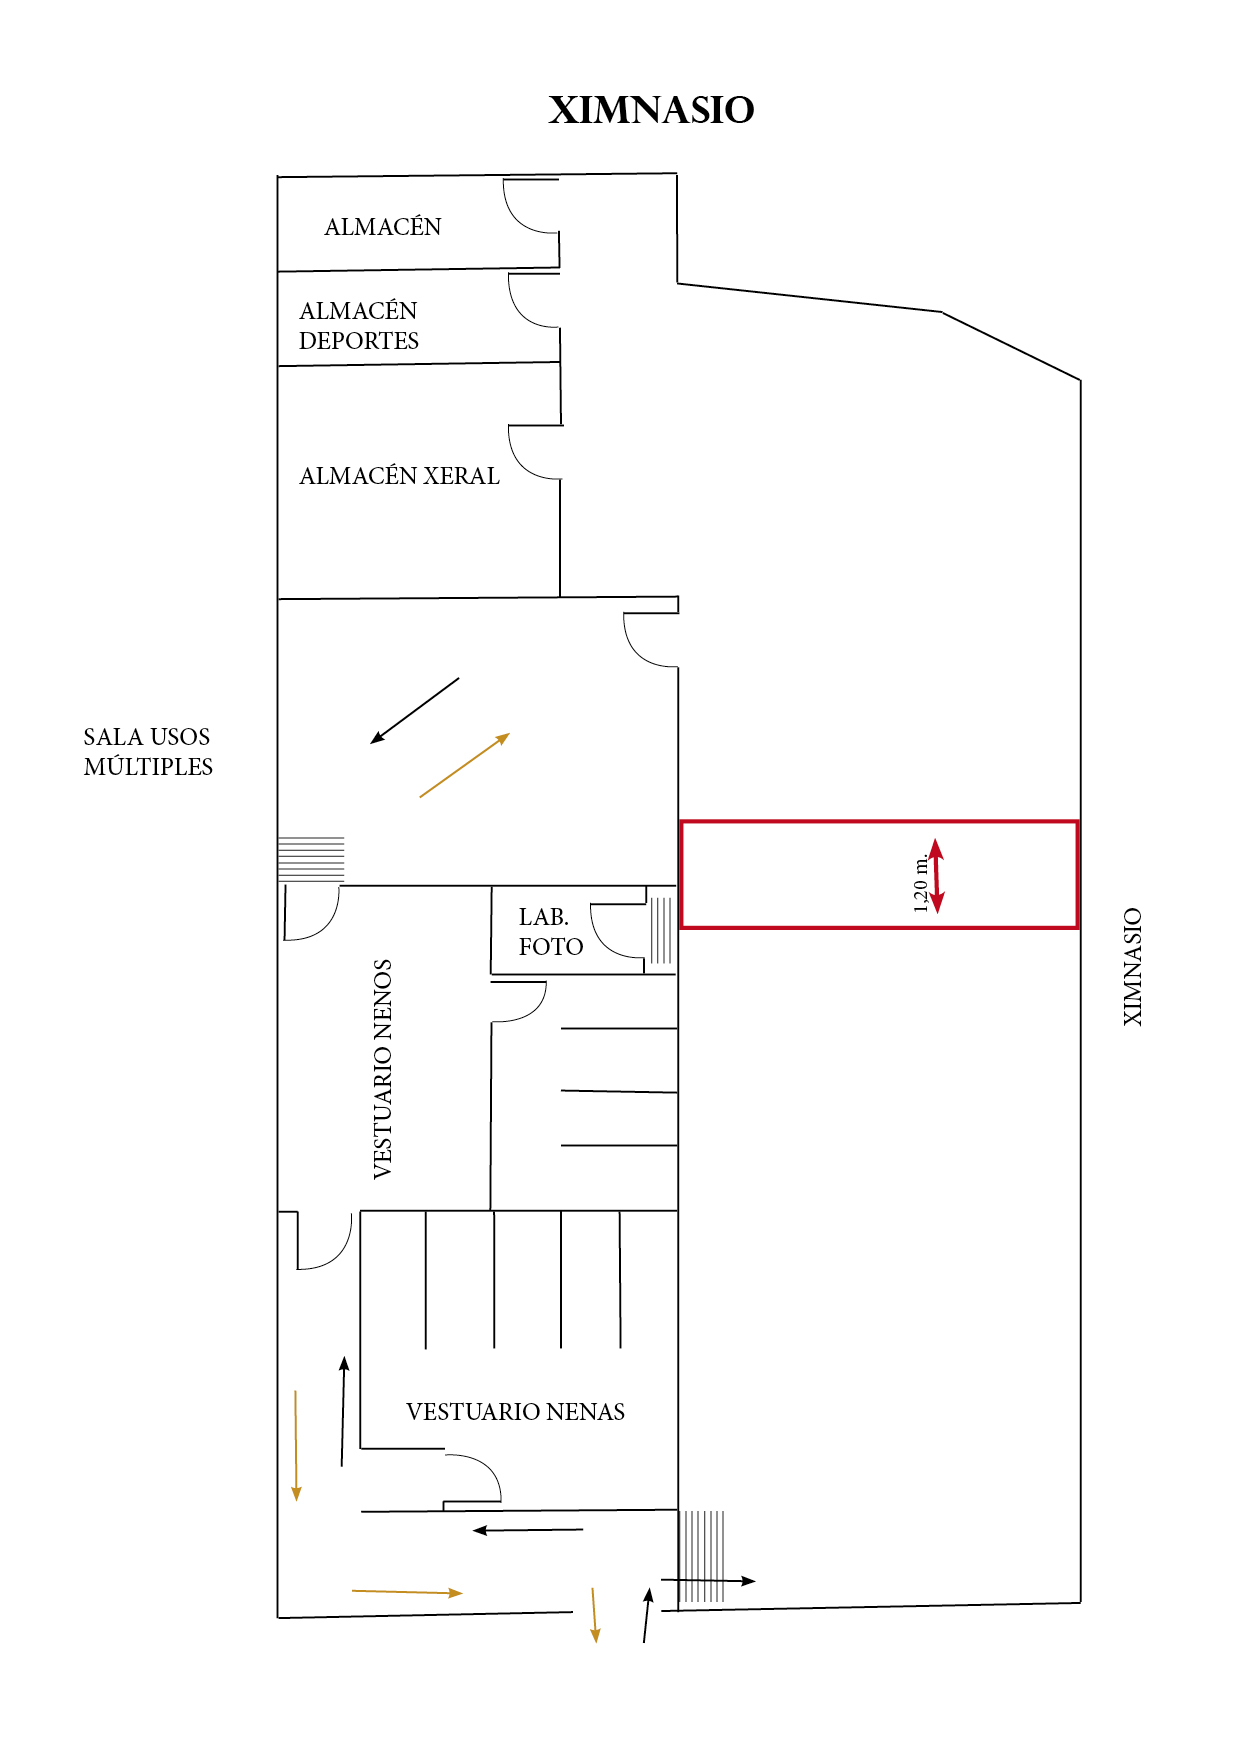 XIMNASIO
ALMACÉN
ALMACÉN
DEPORTES
ALMACÉN XERAL
SALA USOS
MÚLTIPLES
1,20 m.
LAB.
FOTO
XIMNASIO
VESTUARIO NENOS
VESTUARIO NENAS